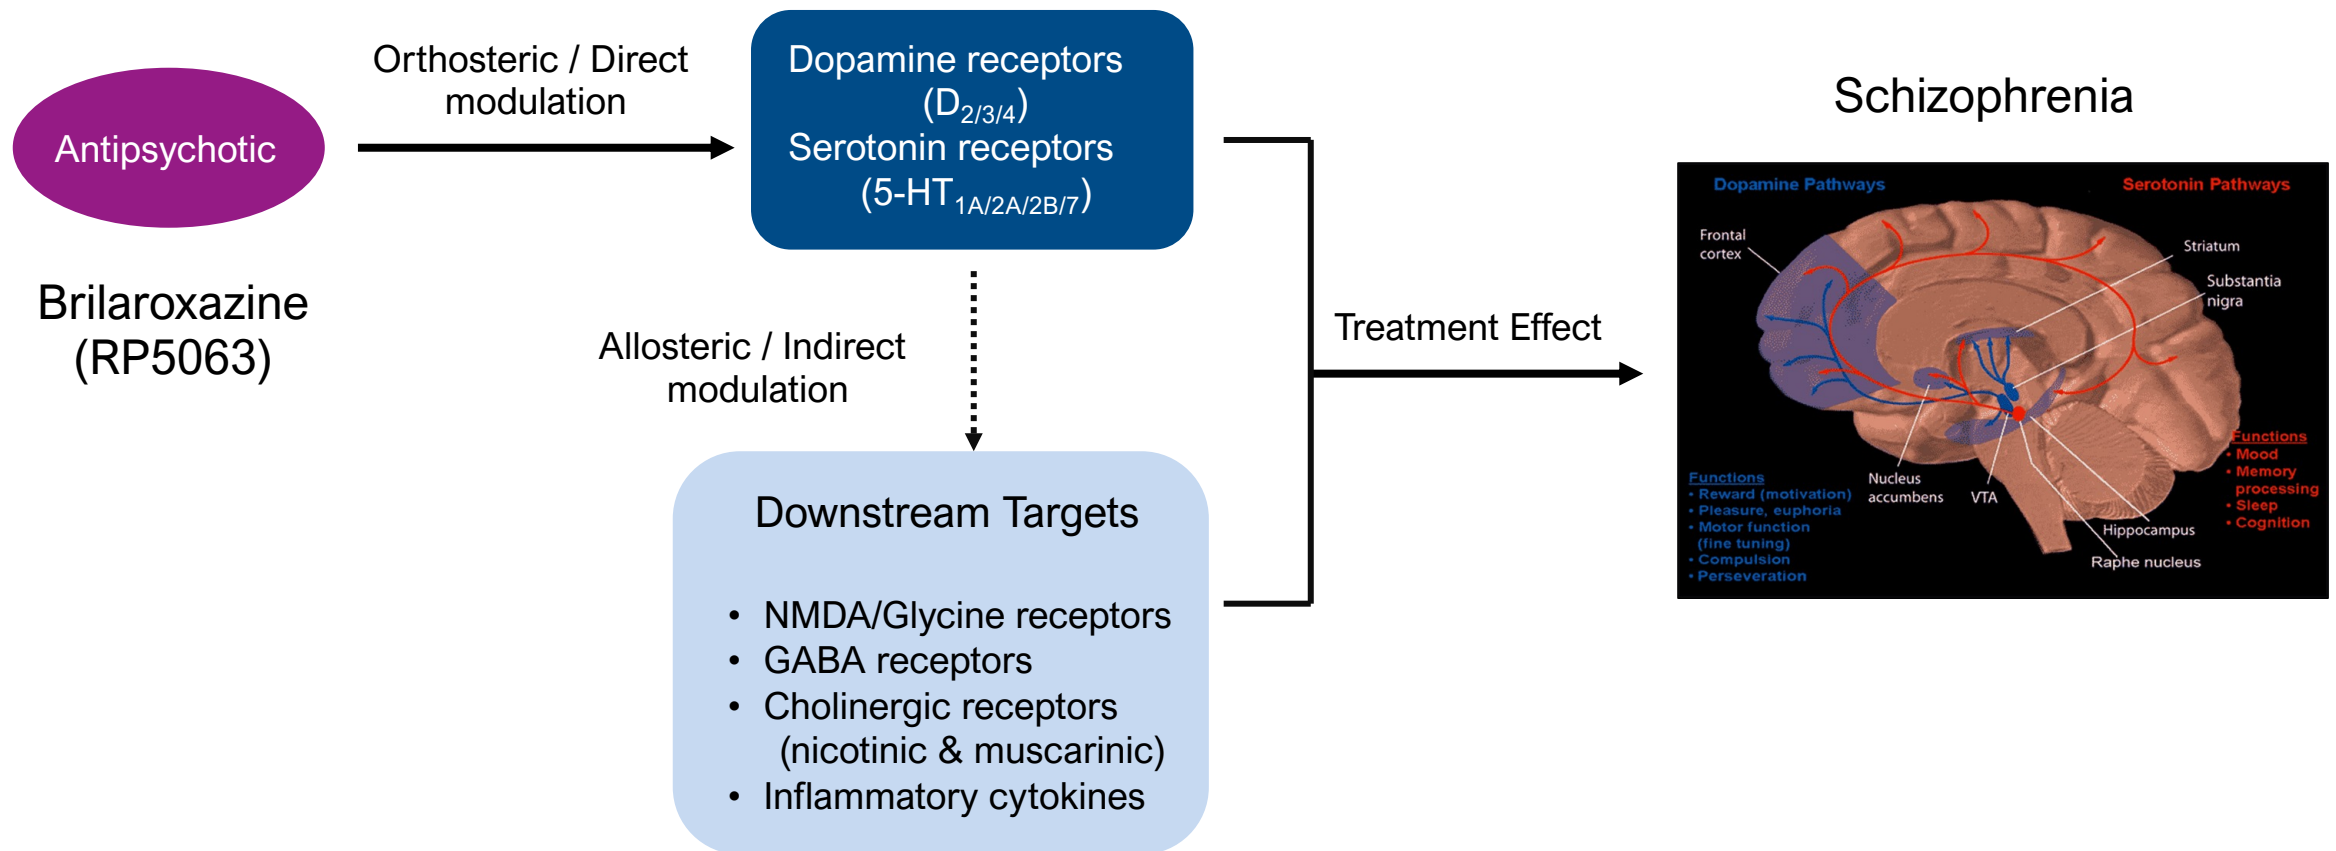 Antipsychotic
Brilaroxazine
(RP5063)
Orthosteric / Direct
modulation
Dopamine receptors
(D2/3/4)
Serotonin receptors
(5-HT1A/2A/2B/7)
Allosteric / Indirect
modulation
Downstream Targets
• NMDA/Glycine receptors
• GABA receptors
• Cholinergic receptors
(nicotinic & muscarinic)
• Inflammatory cytokines
Treatment Effect
Schizophrenia
Dopamine Pathways
Serotonin Pathways
Frontal
cortex
Striatum
Substantia
nigra
Nucleus
accumbens
VTA
Hippocampus
Raphe nucleus
Functions
• Reward (motivation)
• Pleasure, euphoria
• Motor function
(fine tuning)
• Compulsion
• Perseveration
Functions
• Mood
• Memory
processing
• Sleep
• Cognition